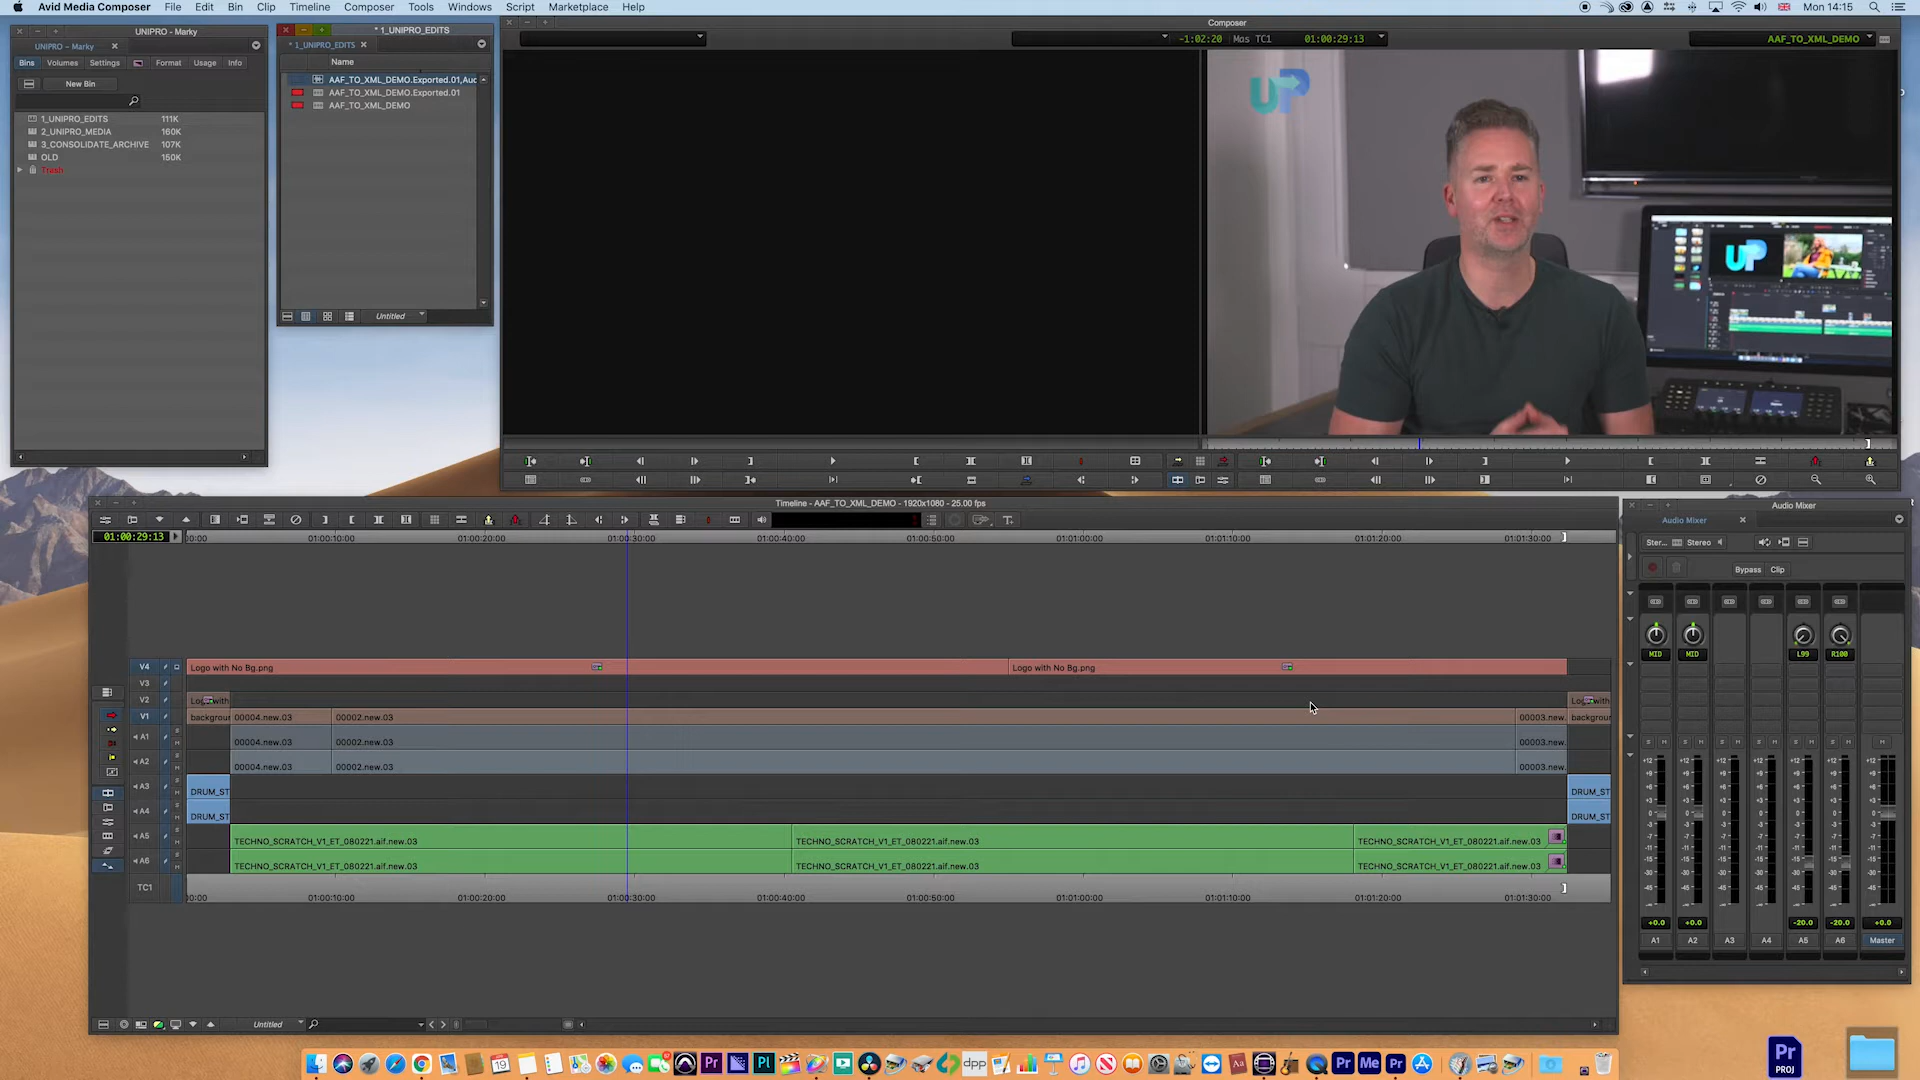 Avid Media Composer File Edit Bin Clip Timeline Composer Tools Windows Script Marketplace Help
Mon 14:15
UNIPRO - Marky
UNIPRO – Marky
Bins Volumes Settings Format Usage Info
New Bin
1_UNIPRO_EDITS 111K
2_UNIPRO_MEDIA 160K
3_CONSOLIDATE_ARCHIVE 107K
OLD 150K
Trash
* 1_UNIPRO_EDITS
* 1_UNIPRO_EDITS
Name
AAF_TO_XML_DEMO.Exported.01,Auc
AAF_TO_XML_DEMO.Exported.01
AAF_TO_XML_DEMO
Untitled
Composer
-1:02:20 Mas TC1 01:00:29:13
AAF_TO_XML_DEMO
UP
UP
Timeline - AAF_TO_XML_DEMO - 1920x1080 - 25.00 fps
01:00:29:13
00:00 01:00:10:00 01:00:20:00 01:00:30:00 01:00:40:00 01:00:50:00 01:01:00:00 01:01:10:00 01:01:20:00 01:01:30:00
V4 Logo with No Bg.png Logo with No Bg.png
V3
V2 Logo with Logo with
V1 backgrour 00004.new.03 00002.new.03 00003.new. backgrour
A1 00004.new.03 00002.new.03 00003.new.
A2 00004.new.03 00002.new.03 00003.new.
A3 DRUM_ST DRUM_ST
A4 DRUM_ST DRUM_ST
A5 TECHNO_SCRATCH_V1_ET_080221.aif.new.03 TECHNO_SCRATCH_V1_ET_080221.aif.new.03 TECHNO_SCRATCH_V1_ET_080221.aif.new.03
A6 TECHNO_SCRATCH_V1_ET_080221.aif.new.03 TECHNO_SCRATCH_V1_ET_080221.aif.new.03 TECHNO_SCRATCH_V1_ET_080221.aif.new.03
TC1
00:00 01:00:10:00 01:00:20:00 01:00:30:00 01:00:40:00 01:00:50:00 01:01:00:00 01:01:10:00 01:01:20:00 01:01:30:00
Untitled
Audio Mixer
Audio Mixer
Ster... Stereo
Bypass Clip
MID MID L99 R100
+0.0 +0.0 -20.0 -20.0 +0.0
A1 A2 A3 A4 A5 A6 Master
Pr Pl dpp Aa Pr Me Pr
Pr
PROJ